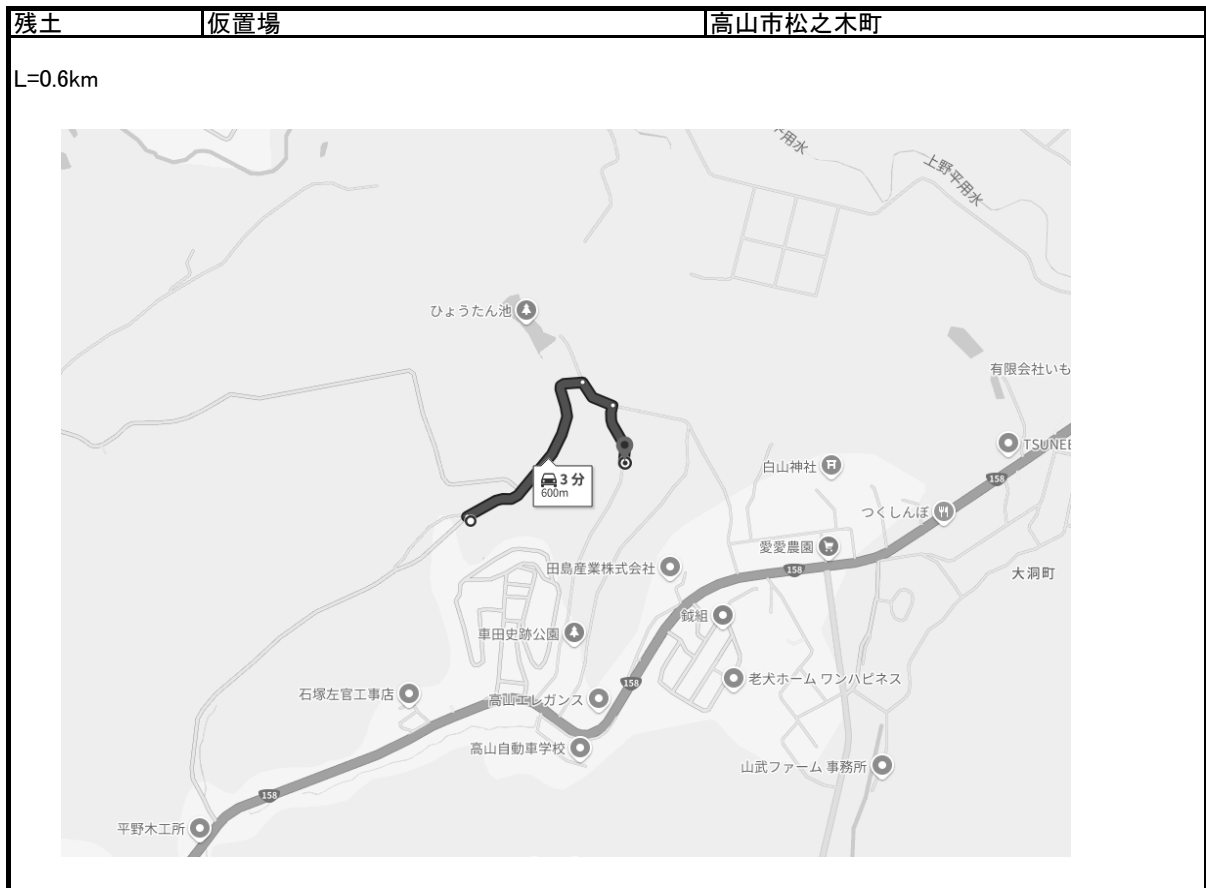 残土 仮置場 高山市松之木町
L=0.6km
平用水
上野平用水
ひょうたん池
有限会社いも
TSUNEE
158
白山神社
つくしんぼ
3 分
600m
愛愛農園
158
大洞町
田島産業株式会社
鉞組
車田史跡公園
老犬ホーム ワンハピネス
158
石塚左官工事店
高山エレガンス
高山自動車学校
山武ファーム 事務所
158
平野木工所